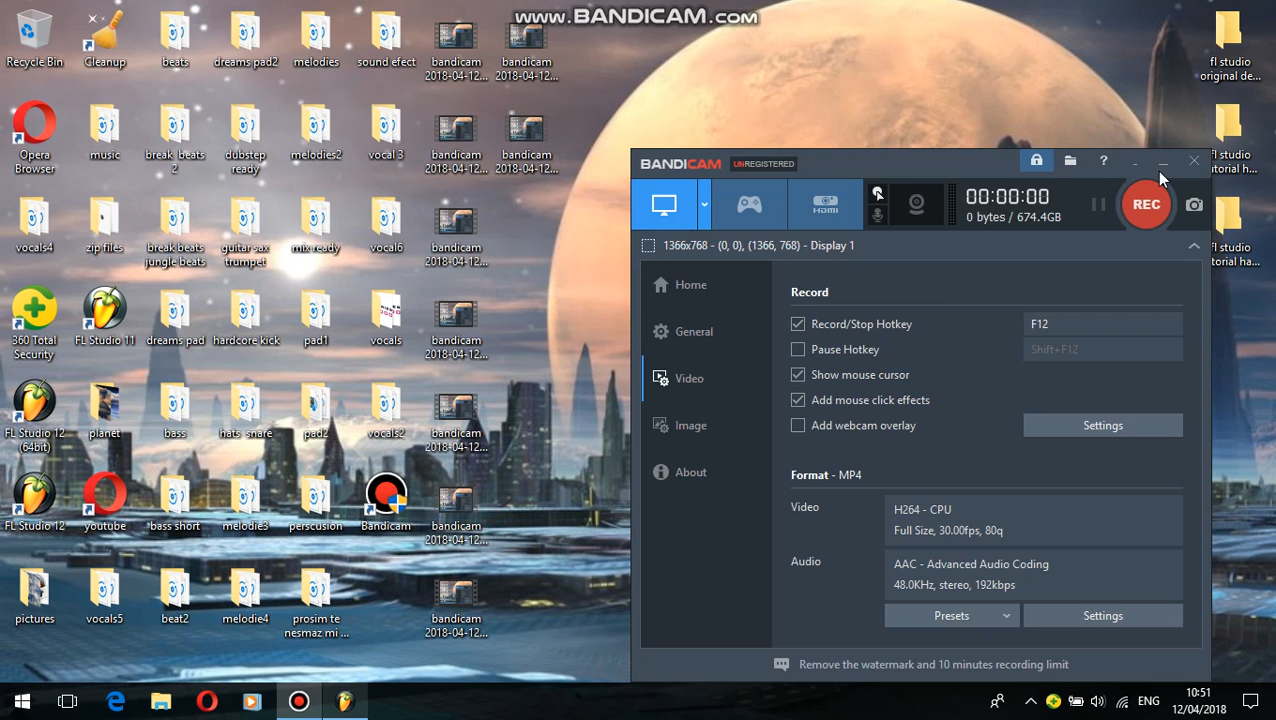 www.BANDICAM.com
Recycle Bin
Cleanup
beats
dreams pad2
melodies
sound efect
bandicam
2018-04-12...
bandicam
2018-04-12...
fl studio
original de...
Opera
Browser
music
break beats
2
dubstep
ready
melodies2
vocal 3
bandicam
2018-04-12...
bandicam
2018-04-12...
fl studio
utorial h...
vocals4
zip files
break beats
jungle beats
guitar sax
trumpet
mix ready
vocal6
bandicam
2018-04-12...
fl studio
utorial ha...
360 Total
Security
FL Studio 11
dreams pad
hardcore kick
pad1
vocals
bandicam
2018-04-12...
FL Studio 12
(64bit)
planet
bass
hats snare
pad2
vocals2
bandicam
2018-04-12...
FL Studio 12
youtube
bass short
melodie3
perscusion
Bandicam
bandicam
2018-04-12...
pictures
vocals5
beat2
melodie4
prosim te
nesmaz mi ...
bandicam
2018-04-12...
BANDICAM UNREGISTERED
HDMI
00:00:00
0 bytes / 674.4GB
REC
1366x768 - (0, 0), (1366, 768) - Display 1
Home
General
Video
Image
About
Record
Record/Stop Hotkey
F12
Pause Hotkey
Shift+F12
Show mouse cursor
Add mouse click effects
Add webcam overlay
Settings
Format - MP4
Video
H264 - CPU
Full Size, 30.00fps, 80q
Audio
AAC - Advanced Audio Coding
48.0KHz, stereo, 192kbps
Presets
Settings
Remove the watermark and 10 minutes recording limit
ENG
10:51
12/04/2018